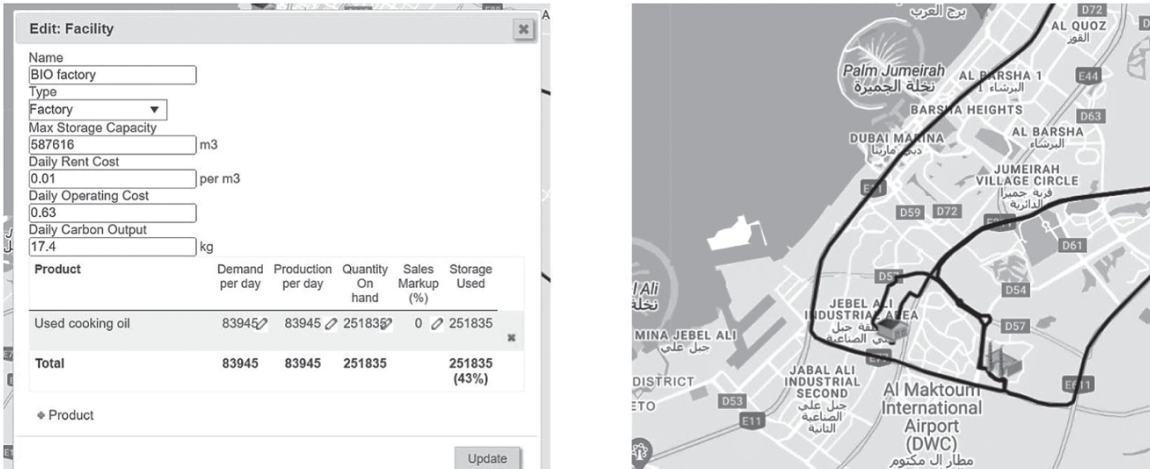 Edit: Facility
Name
BIO factory
Type
Factory
Max Storage Capacity
587616 m3
Daily Rent Cost
0.01 per m3
Daily Operating Cost
0.63
Daily Carbon Output
17.4 kg
Product Demand per day Production per day Quantity On hand Sales Markup (%) Storage Used
Used cooking oil 83945 83945 251835 0 251835
Total 83945 83945 251835 251835 (43%)
Product
Update
برج العرب
D72
AL QUOZ
القوز
Palm Jumeirah
نخلة الجميرة
AL BARSHA 1
البرشاء 1
E44
BARSHA HEIGHTS
D63
DUBAI MARINA
دبي مارينا
AL BARSHA
البرشاء
JUMEIRAH
VILLAGE CIRCLE
قرية جميرا
الدائرية
E11
D59
D72
D61
D54
D57
JEBEL ALI
INDUSTRIAL AREA
MINA JEBEL ALI
جبل علي
JABAL ALI
INDUSTRIAL
SECOND
جبل علي
الصناعية
الثانية
DISTRICT
D53
E11
E611
Al Maktoum
International
Airport
(DWC)
مطار آل مكتوم